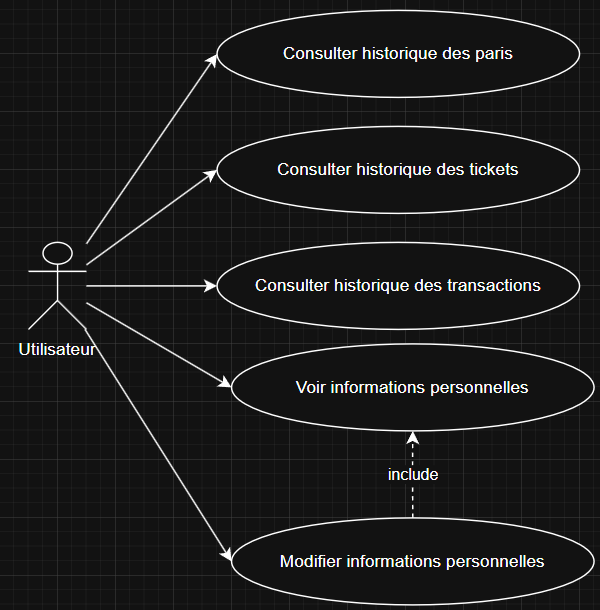 Consulter historique des paris
Consulter historique des tickets
Consulter historique des transactions
Utilisateur
Voir informations personnelles
include
Modifier informations personnelles